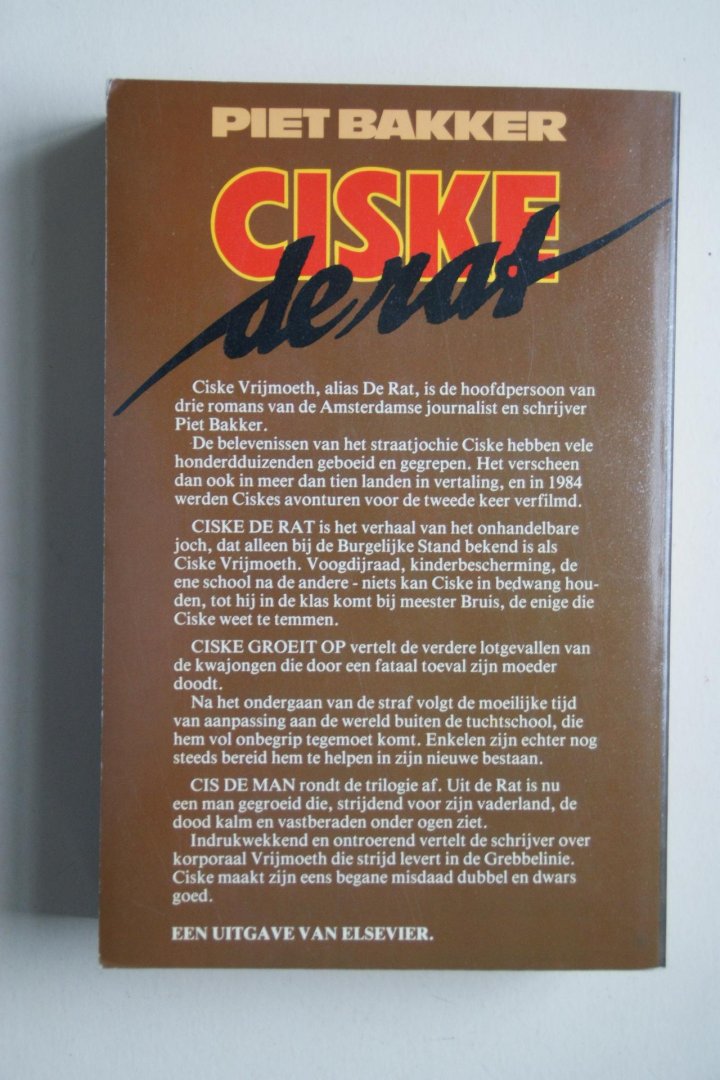 PIET BAKKER
CISKE
de rat
Ciske Vrijmoeth, alias De Rat, is de hoofdpersoon van
drie romans van de Amsterdamse journalist en schrijver
Piet Bakker.
De belevenissen van het straatjochie Ciske hebben vele
honderdduizenden geboeid en gegrepen. Het verscheen
dan ook in meer dan tien landen in vertaling, en in 1984
werden Ciskes avonturen voor de tweede keer verfilmd.
CISKE DE RAT is het verhaal van het onhandelbare
joch, dat alleen bij de Burgelijke Stand bekend is als
Ciske Vrijmoeth. Voogdijraad, kinderbescherming, de
ene school na de andere - niets kan Ciske in bedwang hou-
den, tot hij in de klas komt bij meester Bruis, de enige die
Ciske weet te temmen.
CISKE GROEIT OP vertelt de verdere lotgevallen van
de kwajongen die door een fataal toeval zijn moeder
doodt.
Na het ondergaan van de straf volgt de moeilijke tijd
van aanpassing aan de wereld buiten de tuchtschool, die
hem vol onbegrip tegemoet komt. Enkelen zijn echter nog
steeds bereid hem te helpen in zijn nieuwe bestaan.
CIS DE MAN rondt de trilogie af. Uit de Rat is nu
een man gegroeid die, strijdend voor zijn vaderland, de
dood kalm en vastberaden onder ogen ziet.
Indrukwekkend en ontroerend vertelt de schrijver over
korporaal Vrijmoeth die strijd levert in de Grebbelinie.
Ciske maakt zijn eens begane misdaad dubbel en dwars
goed.
EEN UITGAVE VAN ELSEVIER.